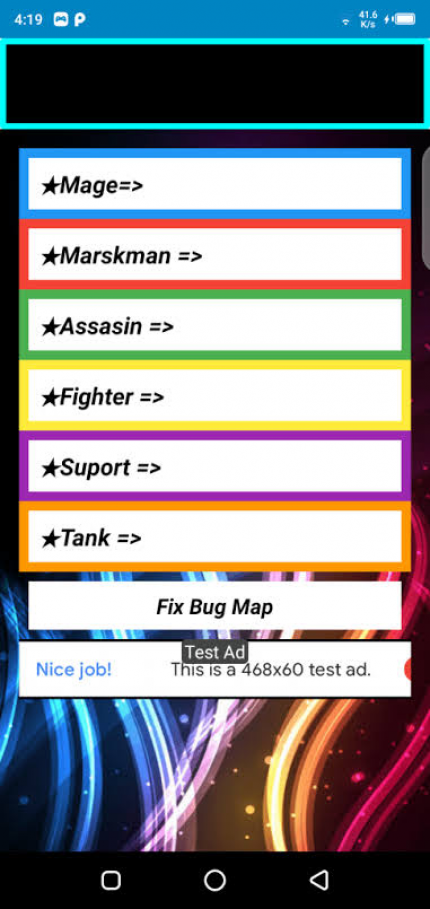 4:19 41.6 K/s
★Mage=>
★Marskman =>
★Assasin =>
★Fighter =>
★Suport =>
★Tank =>
Fix Bug Map
Test Ad
Nice job! This is a 468x60 test ad.